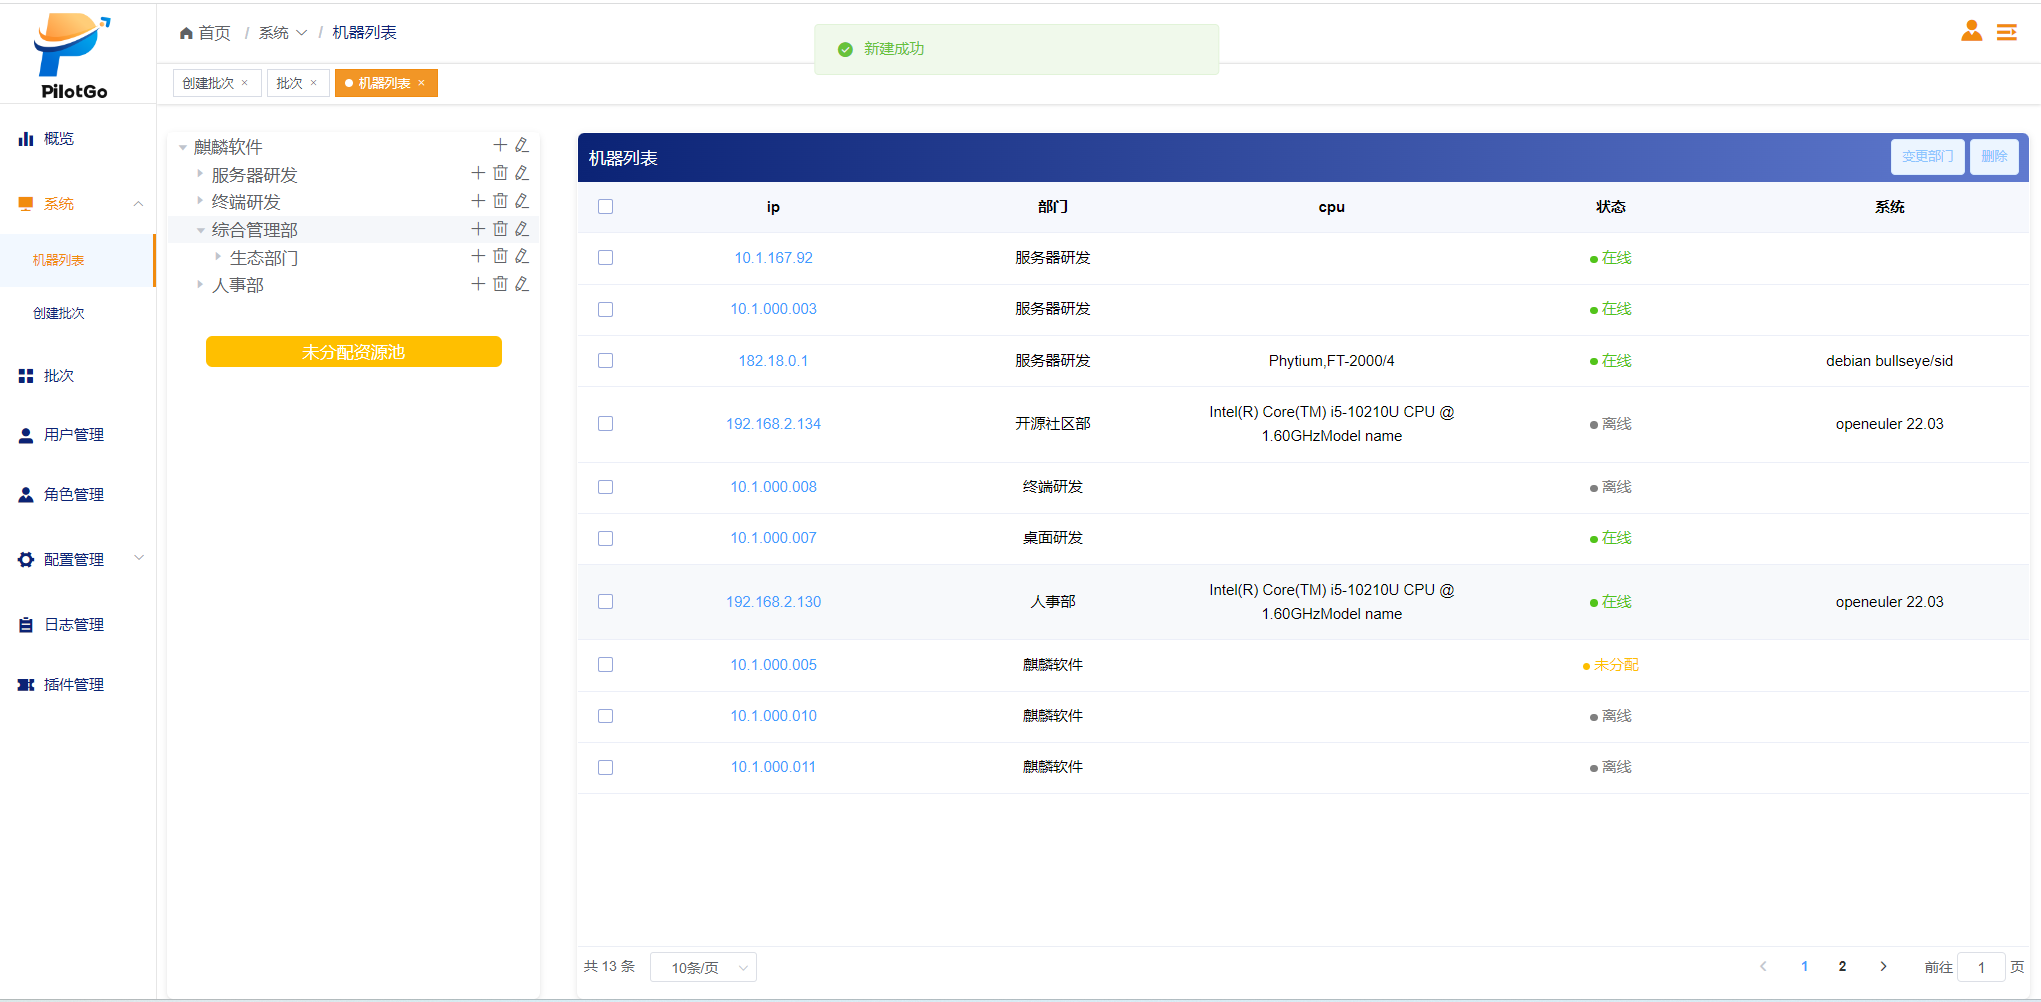 PilotGo
首页 / 系统 / 机器列表
新建成功
创建批次 × 批次 × 机器列表 ×
概览
系统
机器列表
创建批次
批次
用户管理
角色管理
配置管理
日志管理
插件管理
麒麟软件
服务器研发
终端研发
综合管理部
生态部门
人事部
未分配资源池
机器列表 变更部门 删除
ip 部门 cpu 状态 系统
10.1.167.92 服务器研发 在线
10.1.000.003 服务器研发 在线
182.18.0.1 服务器研发 Phytium,FT-2000/4 在线 debian bullseye/sid
192.168.2.134 开源社区部 Intel(R) Core(TM) i5-10210U CPU @ 离线 openeuler 22.03
1.60GHzModel name
10.1.000.008 终端研发 离线
10.1.000.007 桌面研发 在线
192.168.2.130 人事部 Intel(R) Core(TM) i5-10210U CPU @ 在线 openeuler 22.03
1.60GHzModel name
10.1.000.005 麒麟软件 未分配
10.1.000.010 麒麟软件 离线
10.1.000.011 麒麟软件 离线
共 13 条 10条/页 1 2 前往 1 页